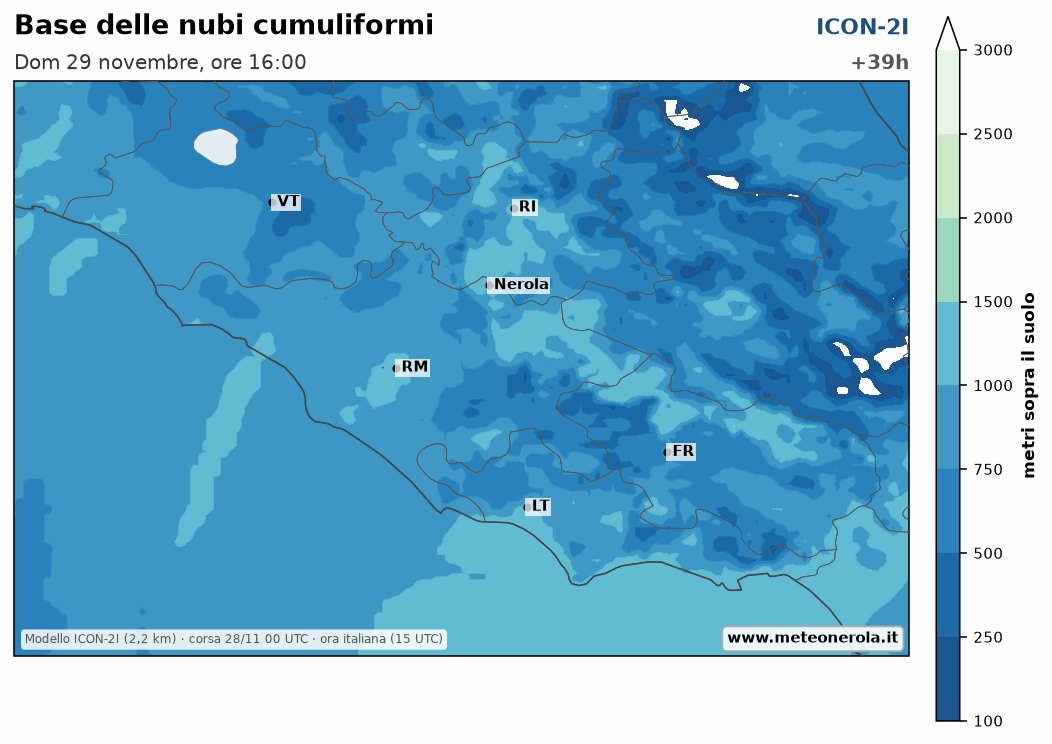 Base delle nubi cumuliformi
ICON-2I
Dom 29 novembre, ore 16:00
+39h
VT
RI
Nerola
RM
FR
LT
Modello ICON-2I (2,2 km) · corsa 28/11 00 UTC · ora italiana (15 UTC)
www.meteonerola.it
3000
2500
2000
1500
1000
750
500
250
100
metri sopra il suolo